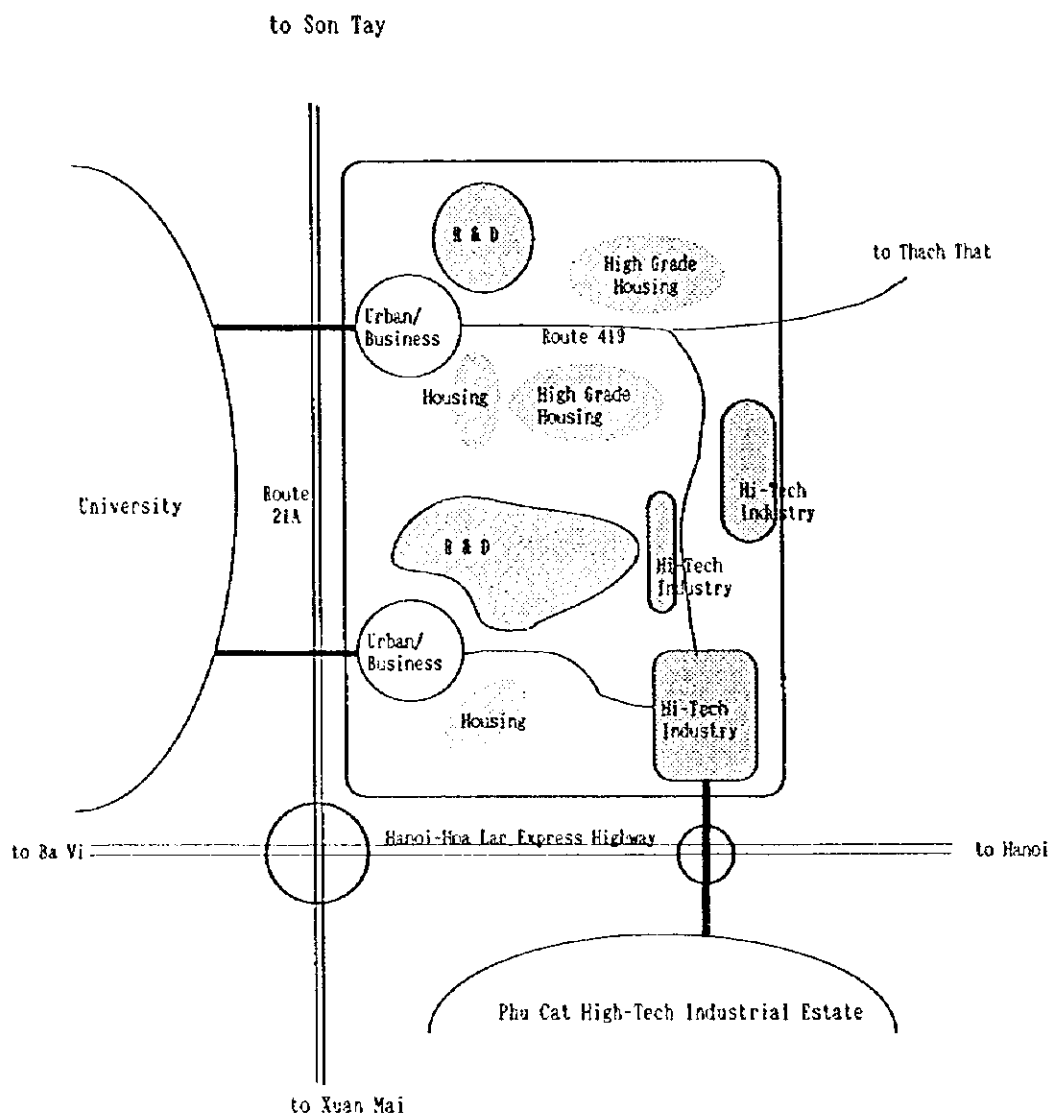 to Son Tay
R & D
High Grade
Housing
to Thach That
Urban/
Business
Route 419
Housing
High Grade
Housing
University
Route
21A
Hi-Tech
Industry
R & D
Hi-Tech
Industry
Urban/
Business
Housing
Hi-Tech
Industry
to Ba Vi
Hanoi-Hoa Lac Express Highway
to Hanoi
Phu Cat High-Tech Industrial Estate
to Xuan Mai